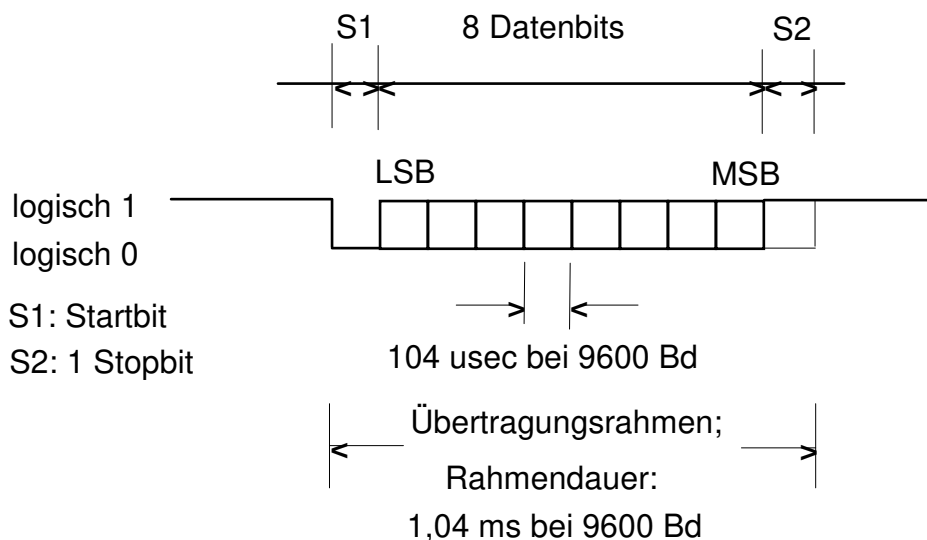 S1 8 Datenbits S2
LSB MSB
logisch 1
logisch 0
S1: Startbit
S2: 1 Stopbit
104 usec bei 9600 Bd
Übertragungsrahmen;
Rahmendauer:
1,04 ms bei 9600 Bd